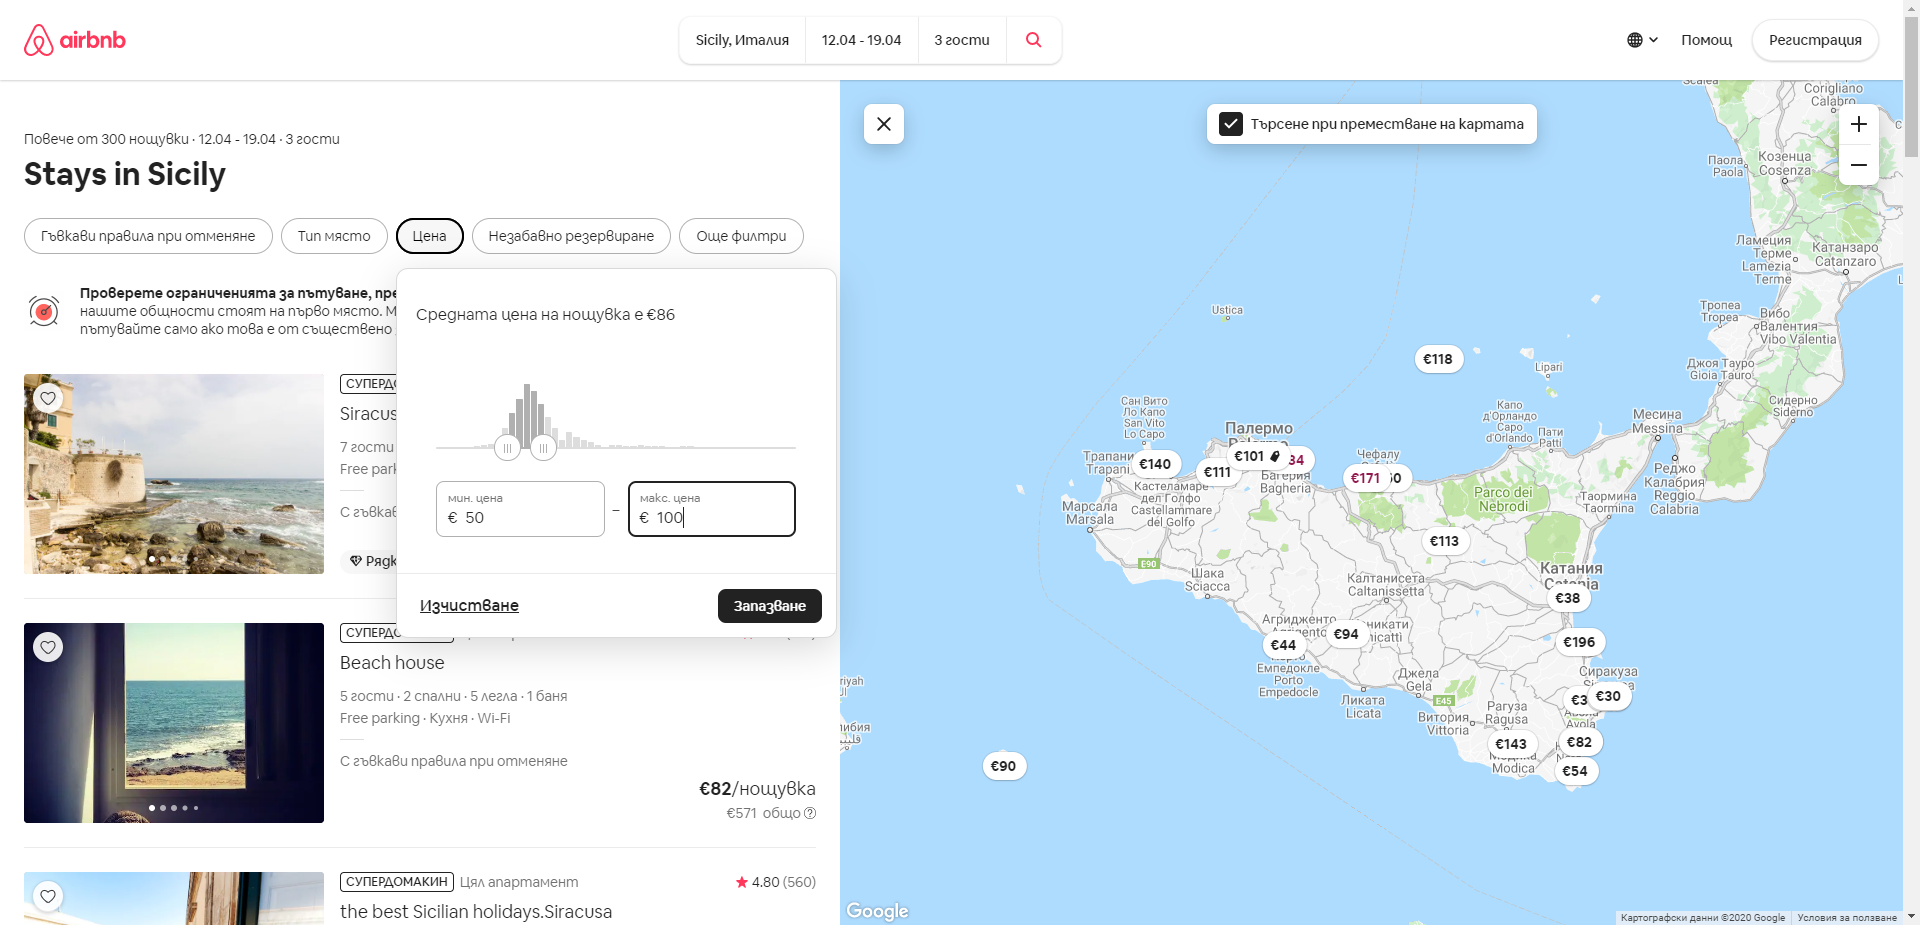 airbnb
Sicily, Италия
12.04 - 19.04
3 гости
Помощ
Регистрация
Повече от 300 нощувки · 12.04 - 19.04 · 3 гости
Stays in Sicily
Гъвкави правила при отменяне
Тип място
Цена
Незабавно резервиране
Още филтри
Проверете ограниченията за пътуване, пре
нашите общности стоят на първо място. М
пътувайте само ако това е от съществено
Средната цена на нощувка е €86
мин. цена
€ 50
–
макс. цена
€ 100
Изчистване
Запазване
СУПЕРДО
Siracus
7 гости
Free park
С гъвкав
Рядк
СУПЕРДО
Beach house
5 гости · 2 спални · 5 легла · 1 баня
Free parking · Кухня · Wi-Fi
С гъвкави правила при отменяне
€82/нощувка
€571 общо
СУПЕРДОМАКИН Цял апартамент
4.80 (560)
the best Sicilian holidays.Siracusa
Търсене при преместване на картата
Corigliano
Calabro
Паола
Paola
Козенца
Cosenza
Ламеция
Терме
Lamezia
Terme
Катанзаро
Catanzaro
Тропеа
Tropea
Вибо
Валентия
Vibo Valentia
Джоя Тауро
Gioia Tauro
Сидерно
Siderno
Ustica
Lipari
€118
Сан Вито
Ло Капо
San Vito
Lo Capo
Палермо
Капо
д'Орландо
Capo
d'Orlando
Пати
Patti
Месина
Messina
Трапани
Trapani
€140
€111
€101
34
Багерия
Bagheria
Чефалу
€171
Реджо
Калабрия
Reggio
Calabria
Марсала
Marsala
Кастеламаре
дел Голфо
Castellammare
del Golfo
Parco dei
Nebrodi
Таормина
Taormina
€113
E90
Шака
Sciacca
Калтанисета
Caltanissetta
Катания
Catania
€38
Агридженто
€94
€44
Емпедокле
Porto
Empedocle
€196
Сиракуза
Джела
Gela
Ликата
Licata
E45
€3
€30
Avola
Рагуза
Ragusa
Витория
Vittoria
€143
Modica
€82
€54
€90
Google
Картографски данни ©2020 Google
Условия за ползване